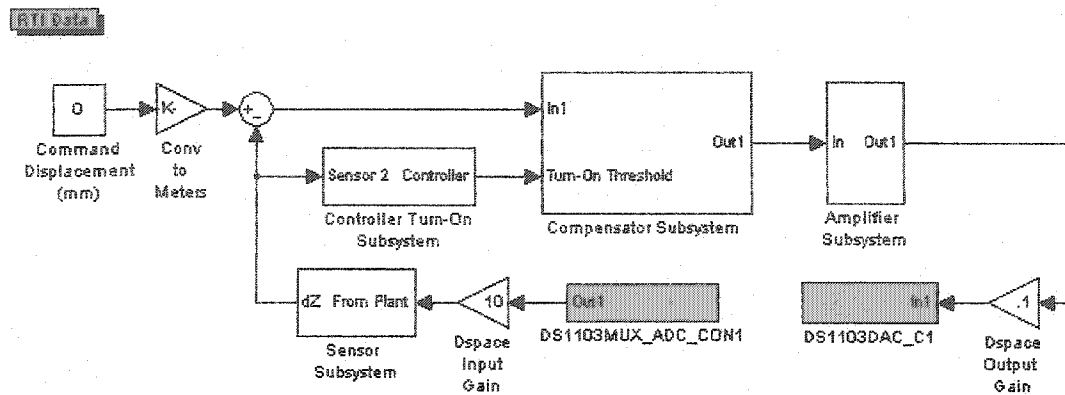 RTI Data
0
Command
Displacement
(mm)
K-
Conv
to
Meters
+
-
Sensor 2 Controller
Controller Turn-On
Subsystem
In1
Out1
Turn-On Threshold
Compensator Subsystem
In Out1
Amplifier
Subsystem
dZ From Plant
Sensor
Subsystem
10
Dspace
Input
Gain
Out1
DS1103MUX_ADC_CON1
In1
DS1103DAC_C1
.1
Dspace
Output
Gain